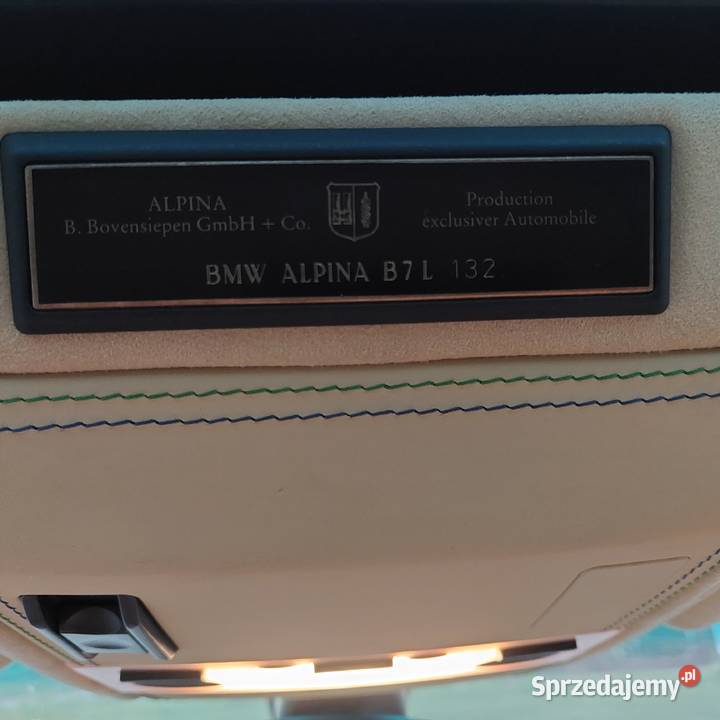 ALPINA
B. Bovensiepen GmbH + Co.
Production
exclusiver Automobile
BMW ALPINA B7 L 132
Sprzedajemy.pl